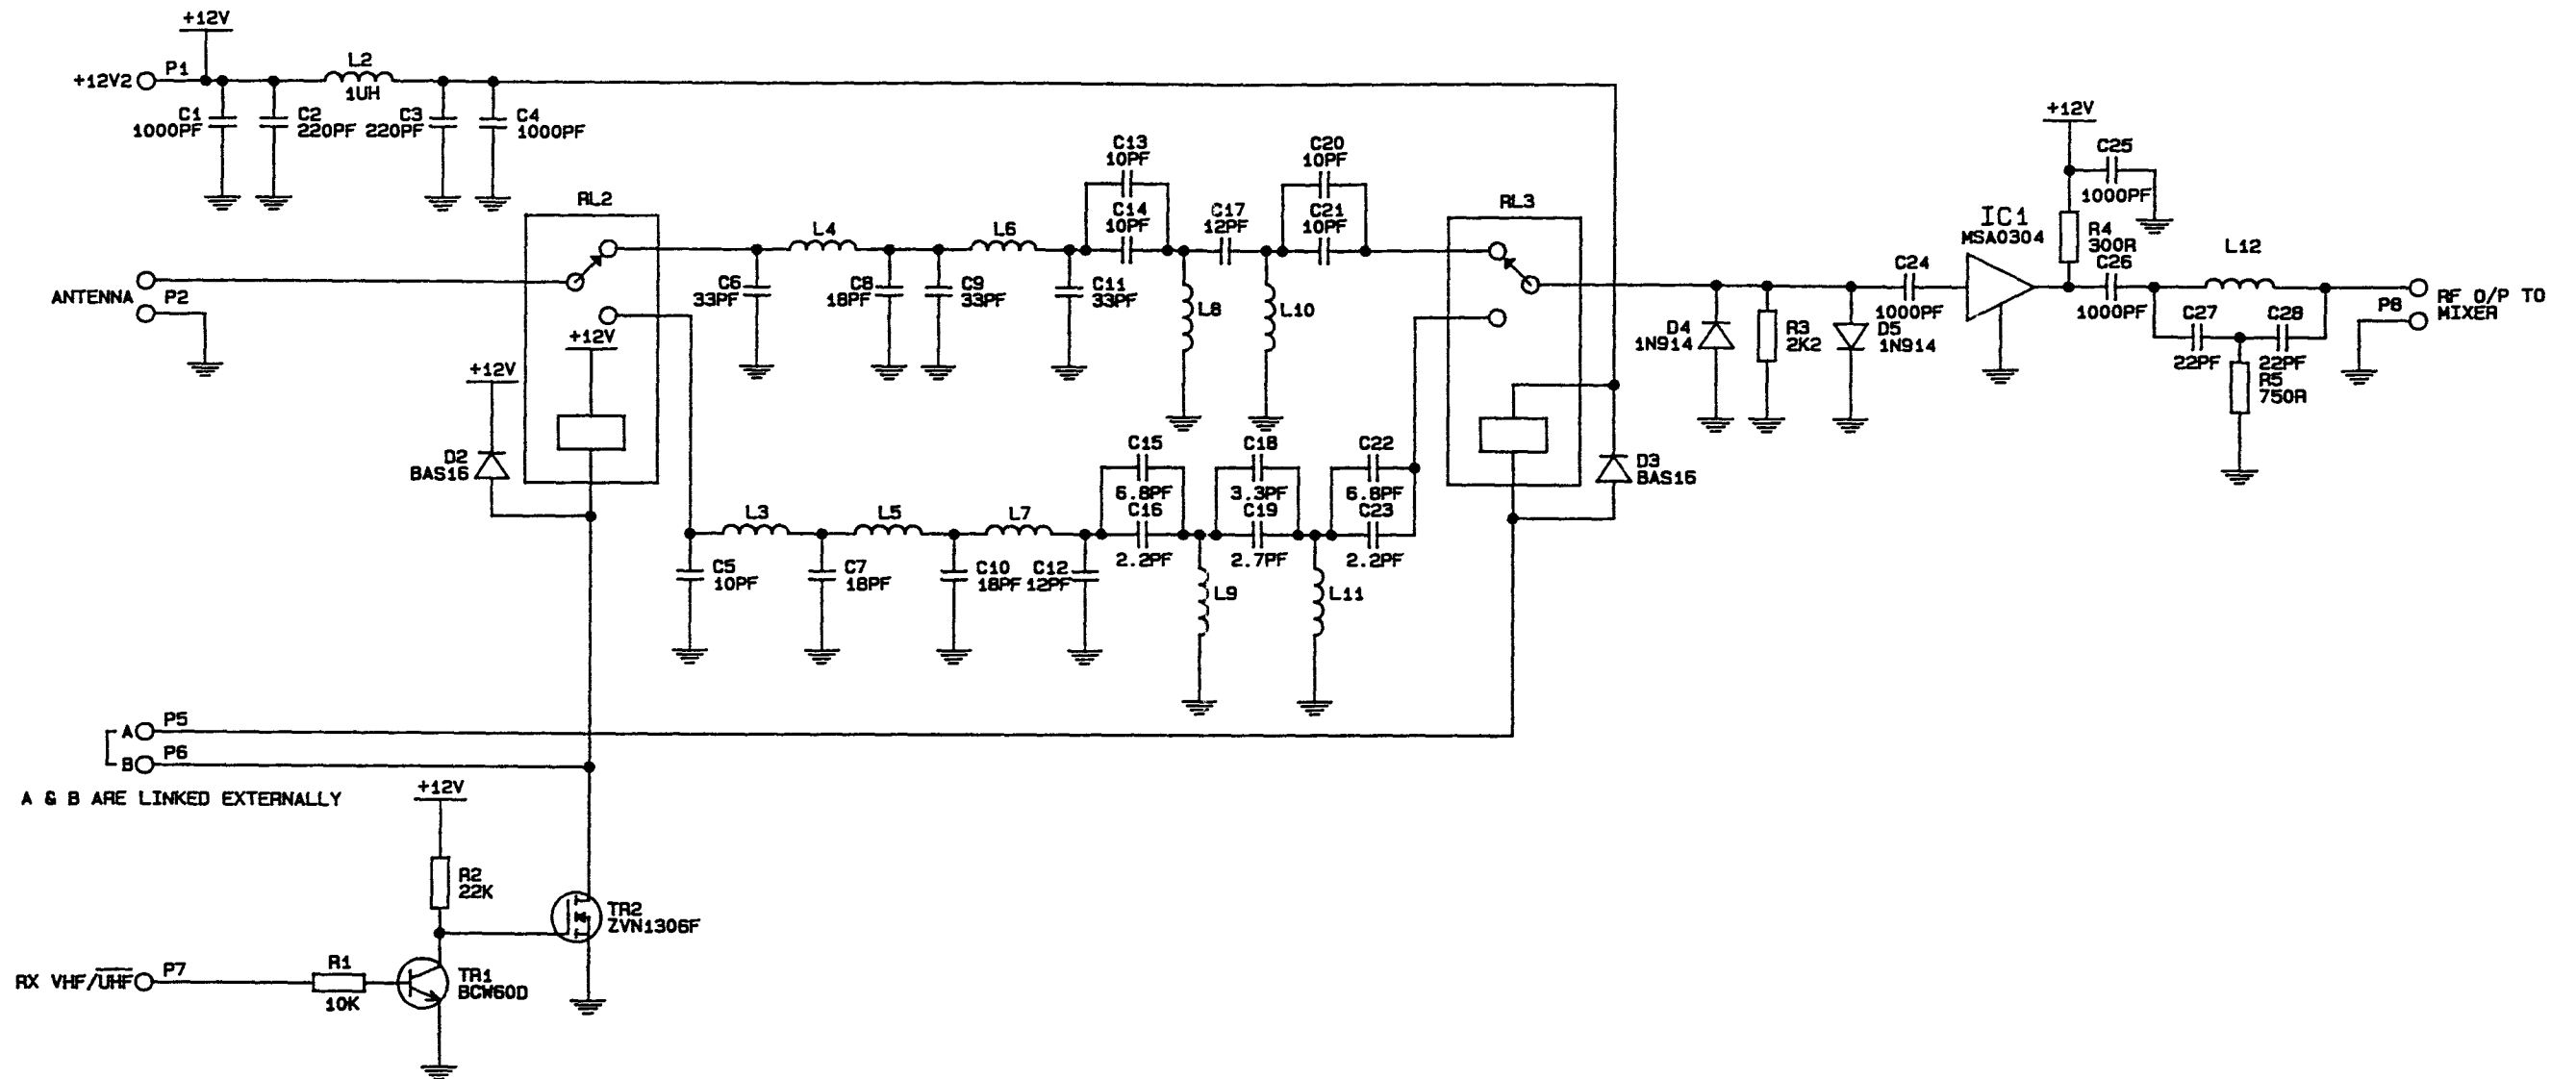 +12V
+12V2
P1
L2
1UH
C1
1000PF
C2
220PF
C3
220PF
C4
1000PF
ANTENNA
P2
RL2
+12V
+12V
D2
BAS16
L4
L6
C6
33PF
C8
18PF
C9
33PF
C11
33PF
C13
10PF
C14
10PF
C17
12PF
C20
10PF
C21
10PF
L8
L10
RL3
D3
BAS16
L3
L5
L7
C5
10PF
C7
18PF
C10
18PF
C12
12PF
C15
6.8PF
C16
2.2PF
C18
3.3PF
C19
2.7PF
C22
6.8PF
C23
2.2PF
L9
L11
D4
1N914
R3
2K2
D5
1N914
C24
1000PF
IC1
MSA0304
+12V
C25
1000PF
R4
300R
C26
1000PF
L12
C27
22PF
C28
22PF
R5
750R
P8
RF O/P TO
MIXER
A
P5
B
P6
A & B ARE LINKED EXTERNALLY
+12V
R2
22K
TR2
ZVN1306F
RX VHF/UHF
P7
R1
10K
TR1
BCW60D